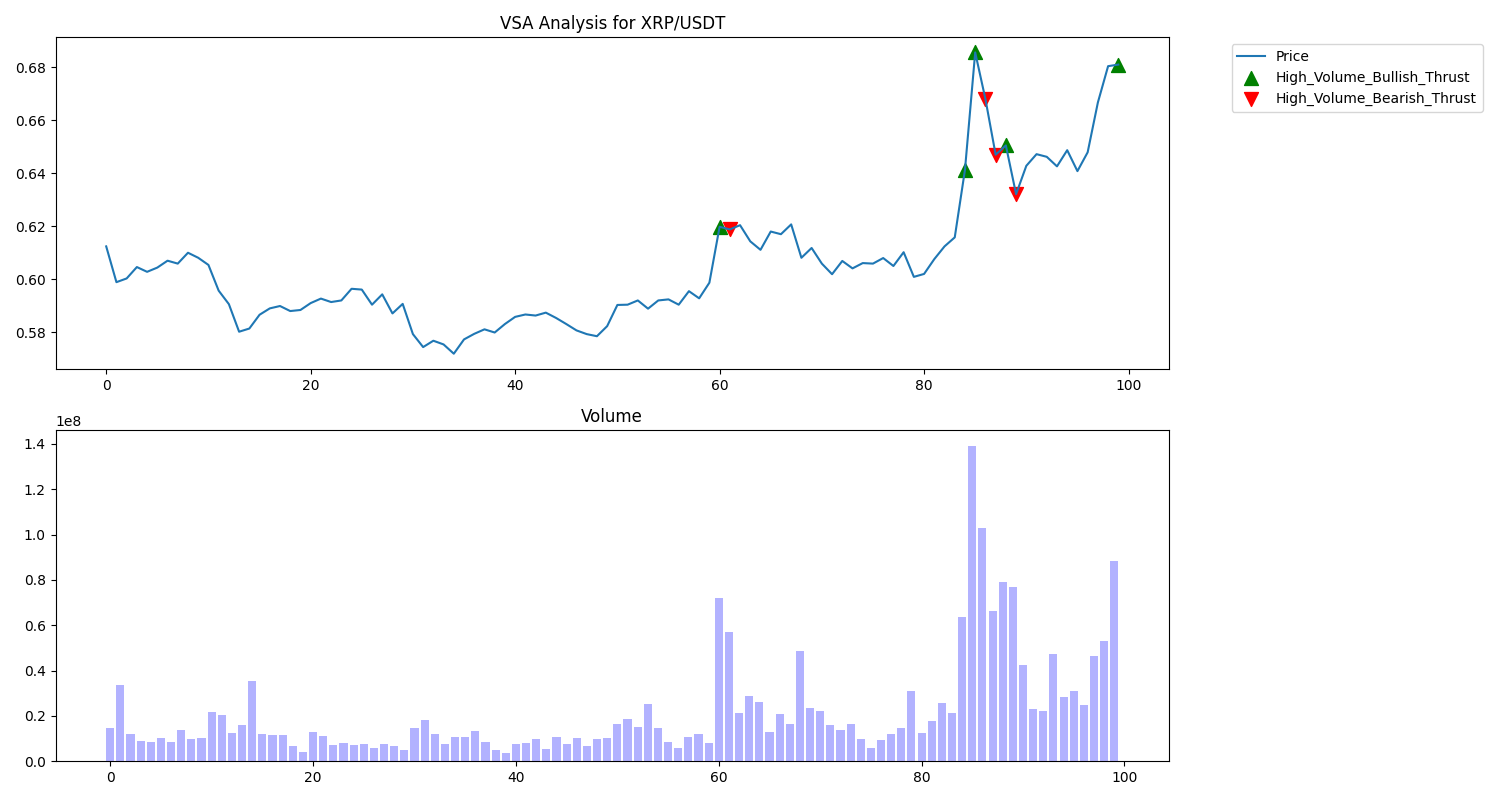 VSA Analysis for XRP/USDT
0.68
0.66
0.64
0.62
0.60
0.58
0 20 40 60 80 100
Price
High_Volume_Bullish_Thrust
High_Volume_Bearish_Thrust
Volume
1e8
1.4
1.2
1.0
0.8
0.6
0.4
0.2
0.0
0 20 40 60 80 100